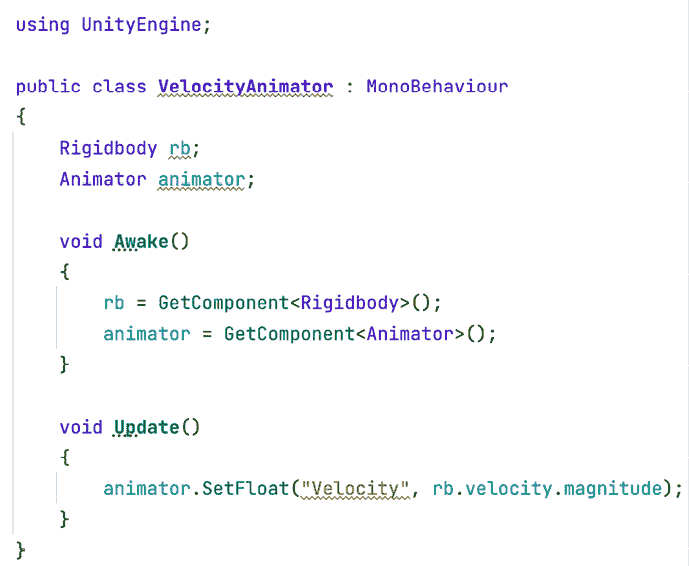 using UnityEngine;

public class VelocityAnimator : MonoBehaviour
{
    Rigidbody rb;
    Animator animator;

    void Awake()
    {
        rb = GetComponent<Rigidbody>();
        animator = GetComponent<Animator>();
    }

    void Update()
    {
        animator.SetFloat("Velocity", rb.velocity.magnitude);
    }
}